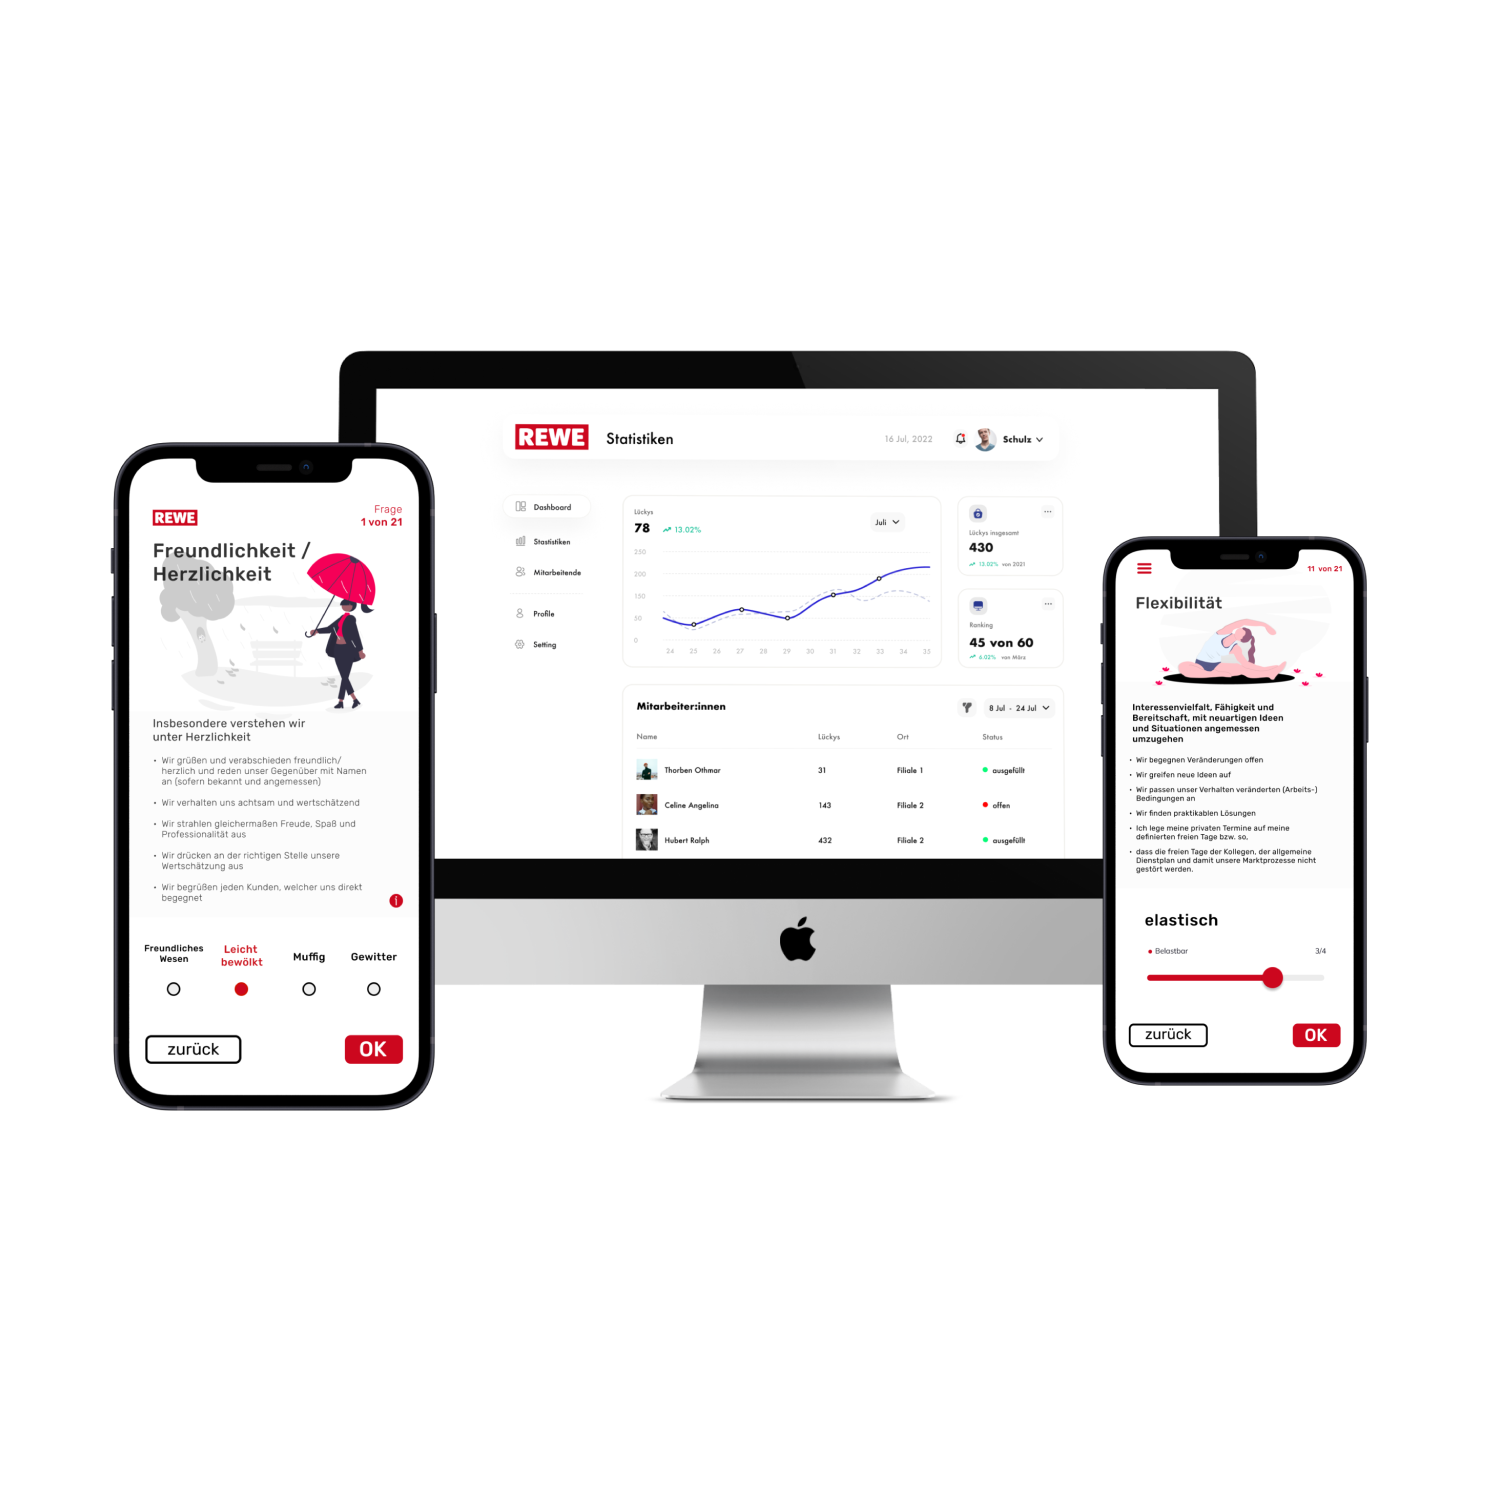 REWE
Frage
1 von 21
Freundlichkeit /
Herzlichkeit
Insbesondere verstehen wir
unter Herzlichkeit
• Wir grüßen und verabschieden freundlich/
herzlich und reden unser Gegenüber mit Namen
an (sofern bekannt und angemessen)
• Wir verhalten uns achtsam und wertschätzend
• Wir strahlen gleichermaßen Freude, Spaß und
Professionalität aus
• Wir drücken an der richtigen Stelle unsere
Wertschätzung aus
• Wir begrüßen jeden Kunden, welcher uns direkt
begegnet
i
Freundliches
Wesen
Leicht
bewölkt
Muffig
Gewitter
zurück
OK
REWE
Statistiken
16 Jul, 2022
Schulz
Dashboard
Stastistiken
Mitarbeitende
Profile
Setting
Lückys
78
13.02%
Juli
250
200
150
50
0
24 25 26 27 28 29 30 31 32 33 34 35
Lückys insgesamt
430
13.02% von 2021
Ranking
45 von 60
6.02% von März
Mitarbeiter:innen
8 Jul - 24 Jul
Name Lückys Ort Status
Thorben Othmar 31 Filiale 1 ausgefüllt
Celine Angelina 143 Filiale 2 offen
Hubert Ralph 432 Filiale 2 ausgefüllt
11 von 21
Flexibilität
Interessenvielfalt, Fähigkeit und
Bereitschaft, mit neuartigen Ideen
und Situationen angemessen
umzugehen
• Wir begegnen Veränderungen offen
• Wir greifen neue Ideen auf
• Wir passen unser Verhalten veränderten (Arbeits-)
Bedingungen an
• Wir finden praktikablen Lösungen
• Ich lege meine privaten Termine auf meine
definierten freien Tage bzw. so,
• dass die freien Tage der Kollegen, der allgemeine
Dienstplan und damit unsere Marktprozesse nicht
gestört werden.
elastisch
• Belastbar
3/4
zurück
OK